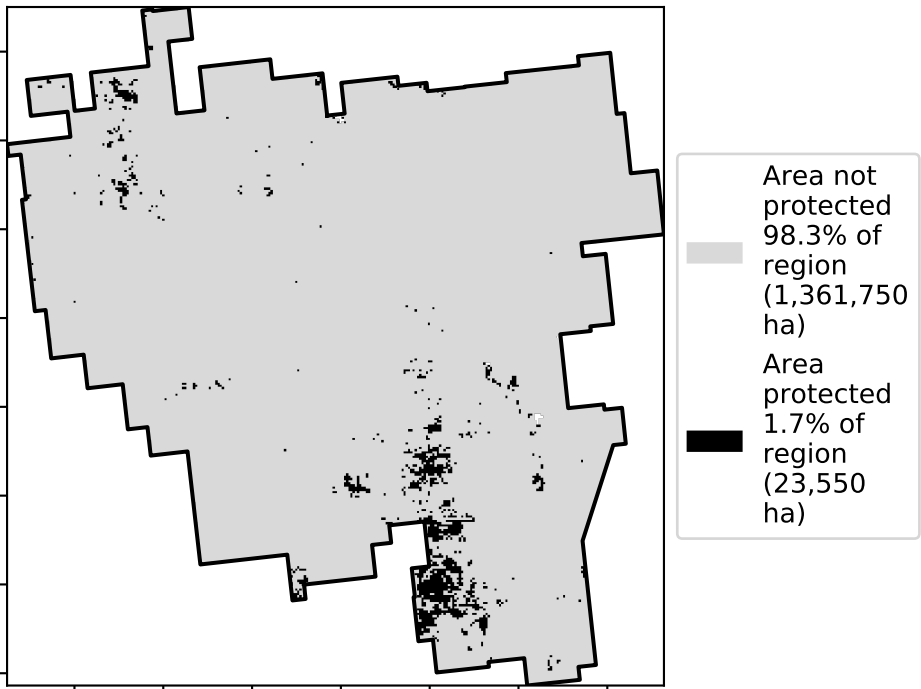 Area not
protected
98.3% of
region
(1,361,750
ha)
Area
protected
1.7% of
region
(23,550
ha)